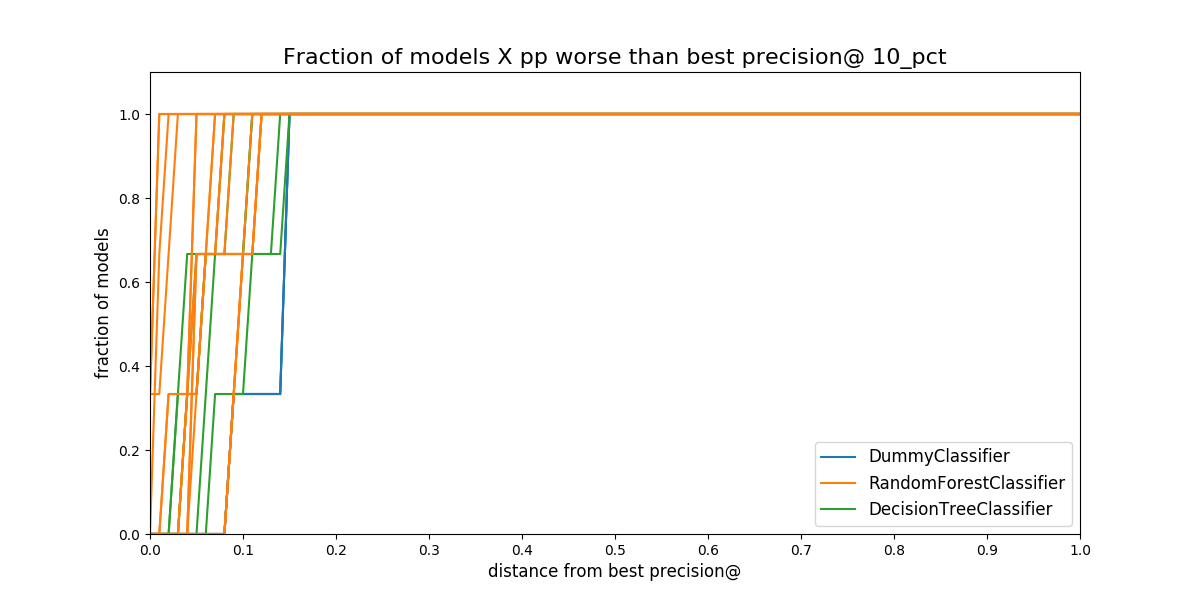 Fraction of models X pp worse than best precision@ 10_pct
1.0
0.8
0.6
0.4
0.2
0.0
fraction of models
0.0 0.1 0.2 0.3 0.4 0.5 0.6 0.7 0.8 0.9 1.0
distance from best precision@
DummyClassifier
RandomForestClassifier
DecisionTreeClassifier